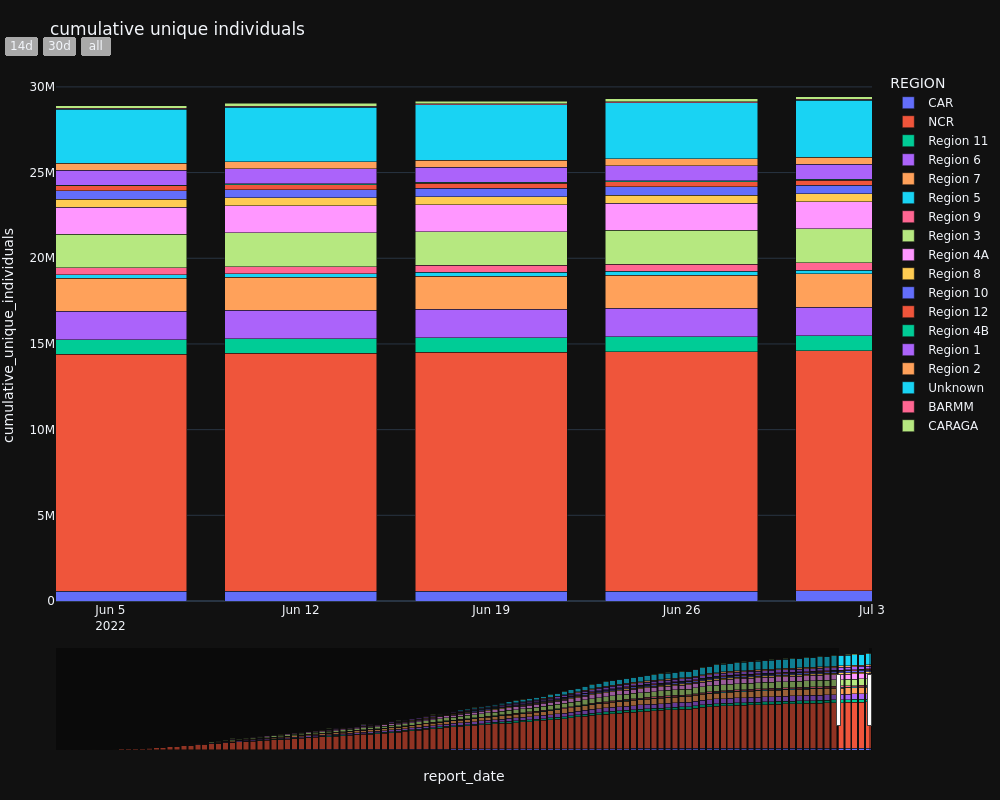 cumulative unique individuals
14d 30d all
REGION
CAR
NCR
Region 11
Region 6
Region 7
Region 5
Region 9
Region 3
Region 4A
Region 8
Region 10
Region 12
Region 4B
Region 1
Region 2
Unknown
BARMM
CARAGA
cumulative_unique_individuals
30M
25M
20M
15M
10M
5M
0
Jun 5 Jun 12 Jun 19 Jun 26 Jul 3
2022
report_date